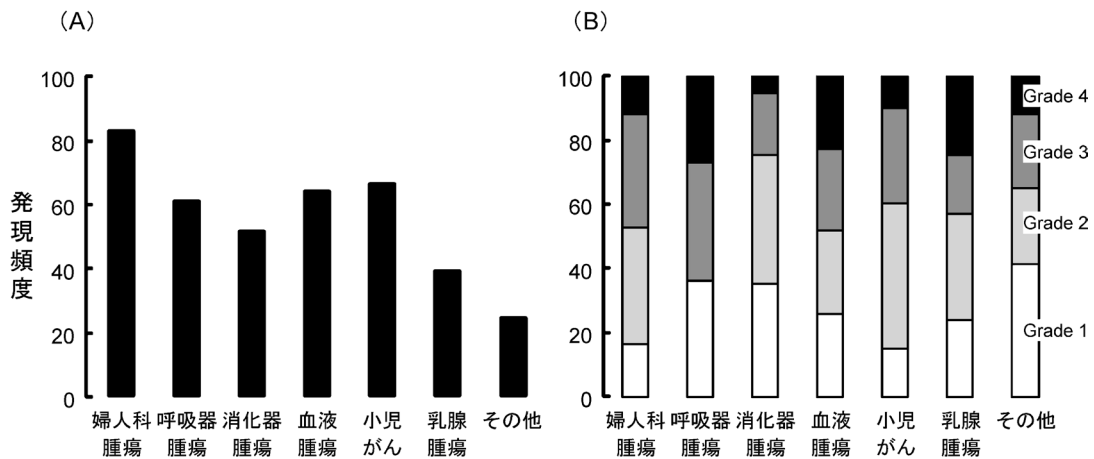 (A)
100
80
60
40
20
0
発現頻度
婦人科腫瘍
呼吸器腫瘍
消化器腫瘍
血液腫瘍
小児がん
乳腺腫瘍
その他
(B)
100
80
60
40
20
0
Grade 4
Grade 3
Grade 2
Grade 1
婦人科腫瘍
呼吸器腫瘍
消化器腫瘍
血液腫瘍
小児がん
乳腺腫瘍
その他